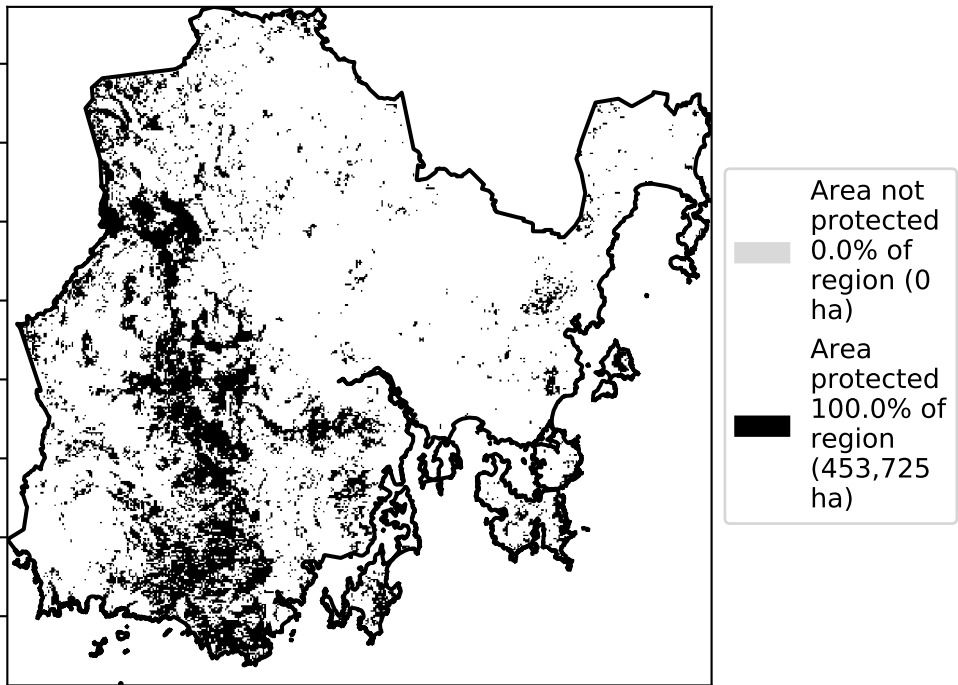 Area not
protected
0.0% of
region (0
ha)
Area
protected
100.0% of
region
(453,725
ha)